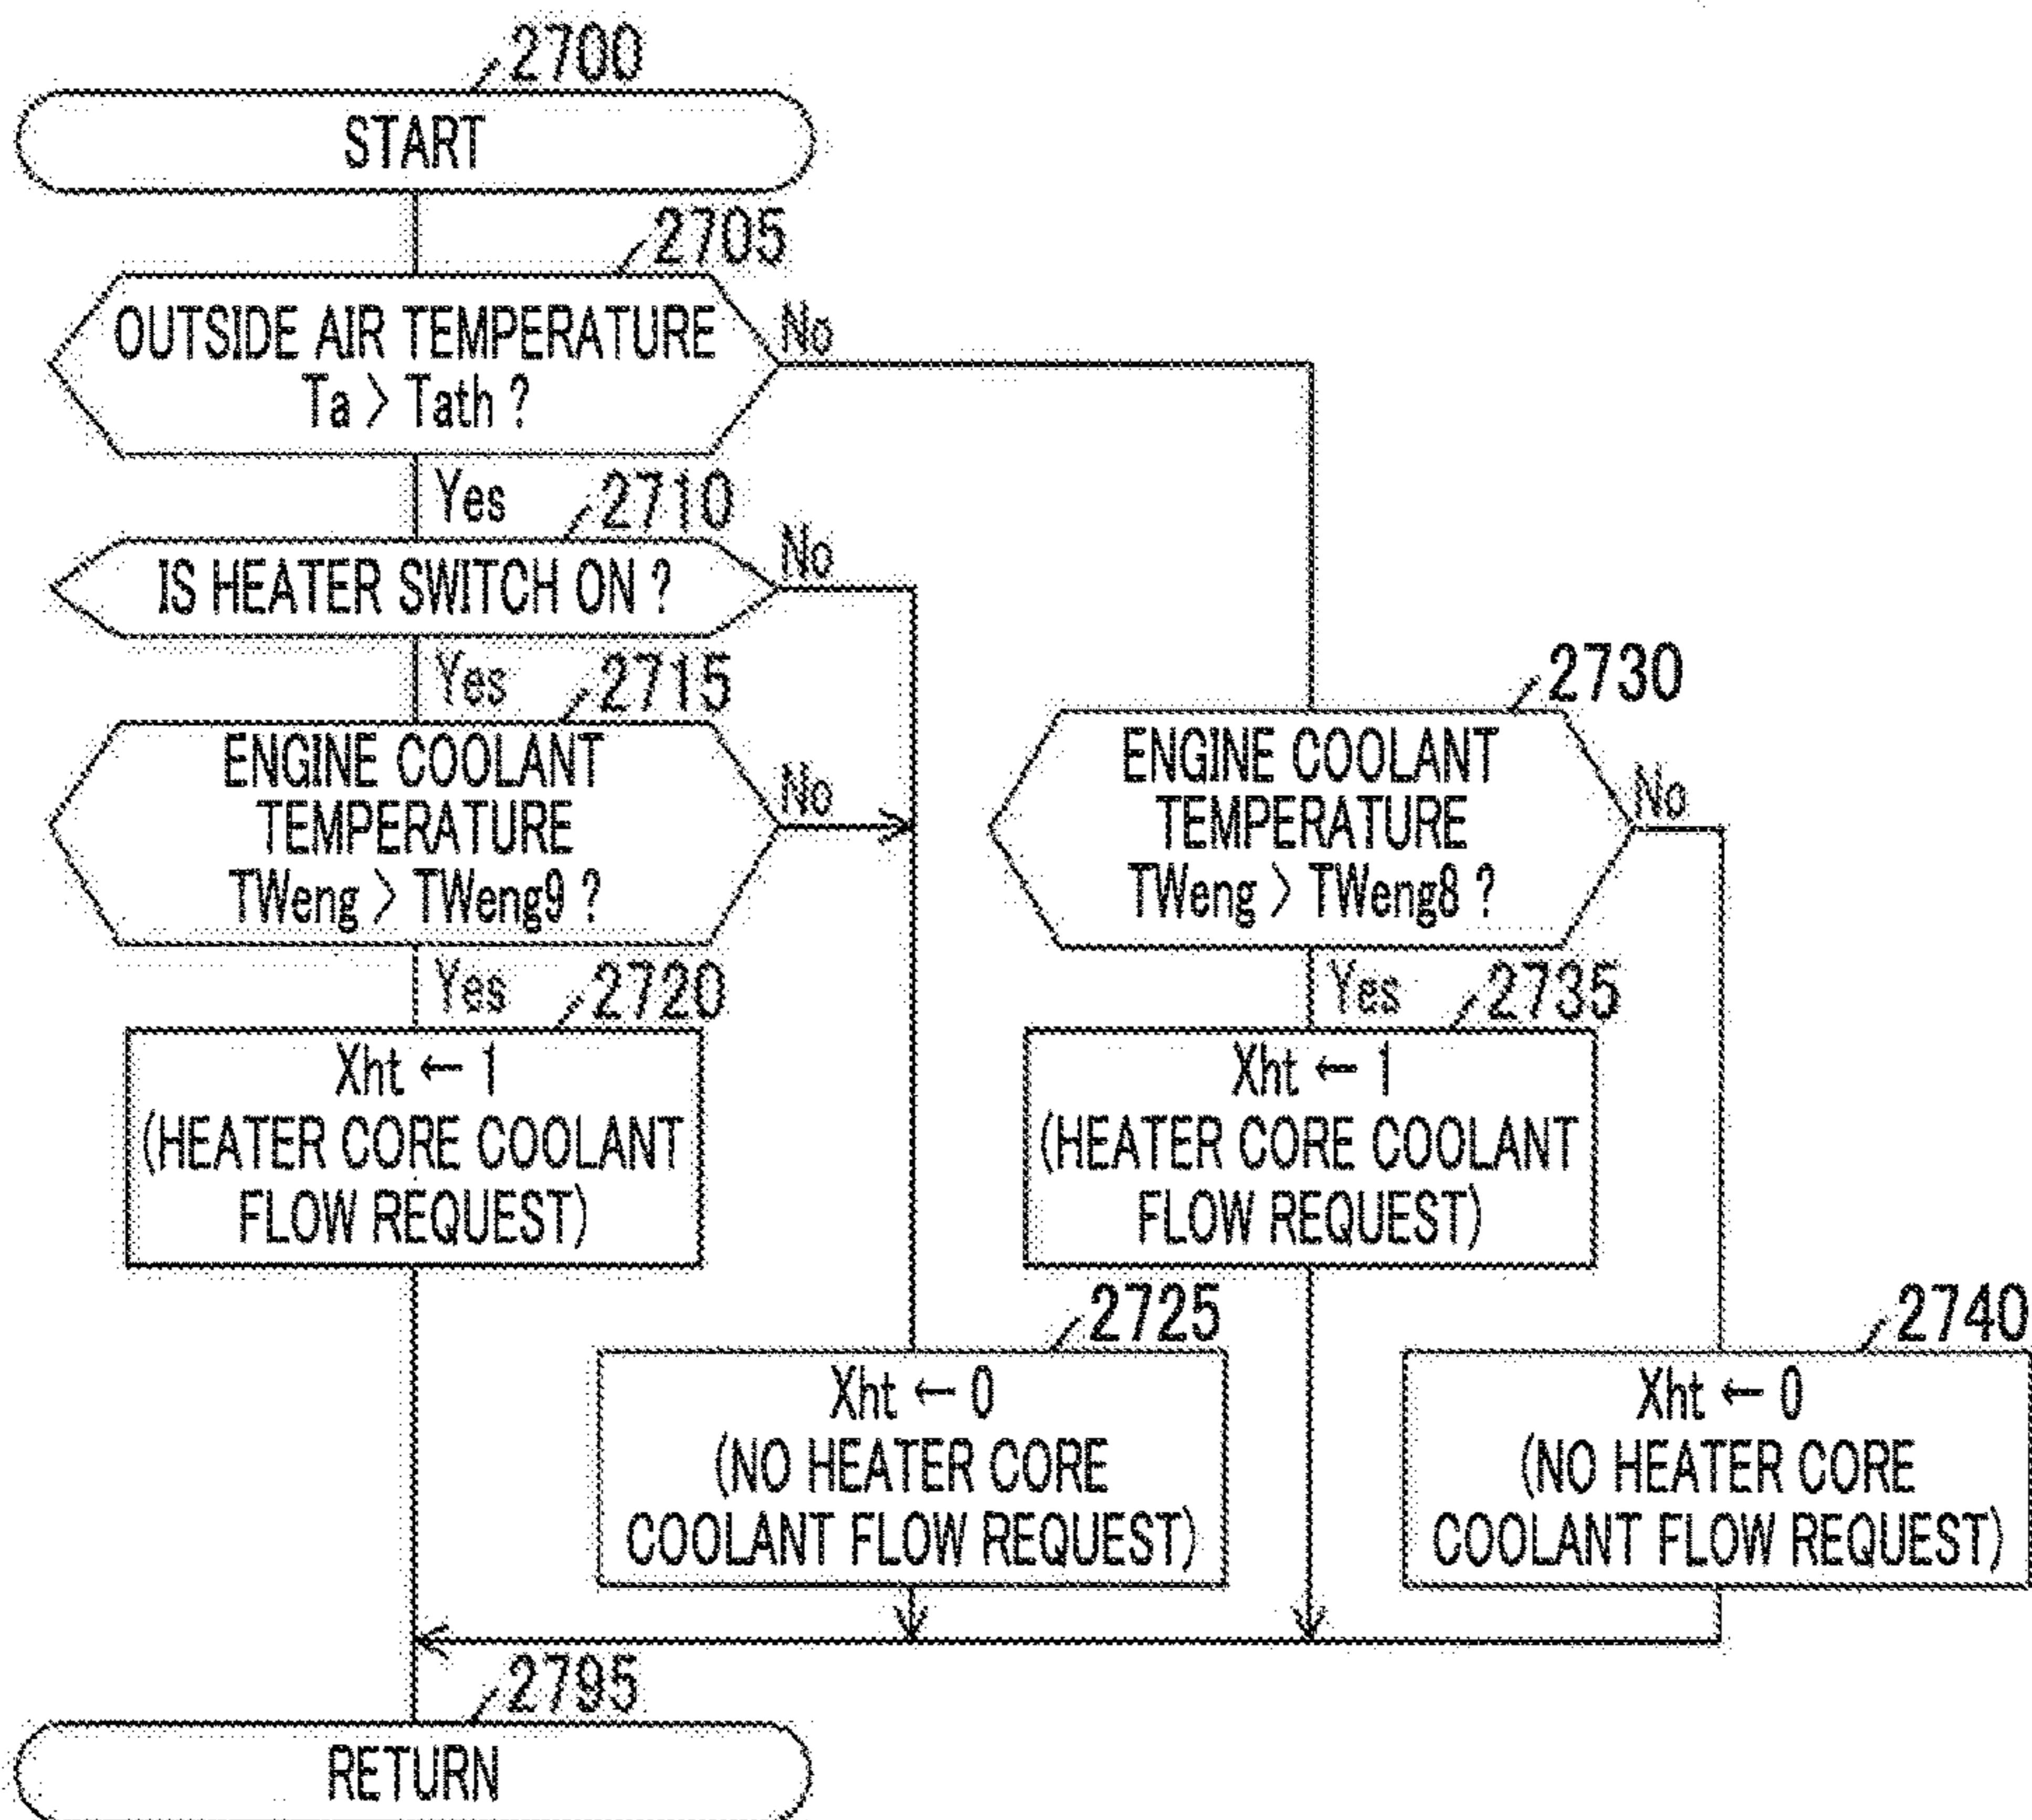 2700
START
2705
OUTSIDE AIR TEMPERATURE
Ta > Tath ?
No
Yes
2710
IS HEATER SWITCH ON ?
No
Yes
2715
ENGINE COOLANT
TEMPERATURE
TWeng > TWeng9 ?
No
Yes
2720
Xht ← 1
(HEATER CORE COOLANT
FLOW REQUEST)
2725
Xht ← 0
(NO HEATER CORE
COOLANT FLOW REQUEST)
2730
ENGINE COOLANT
TEMPERATURE
TWeng > TWeng8 ?
No
Yes
2735
Xht ← 1
(HEATER CORE COOLANT
FLOW REQUEST)
2740
Xht ← 0
(NO HEATER CORE
COOLANT FLOW REQUEST)
2795
RETURN